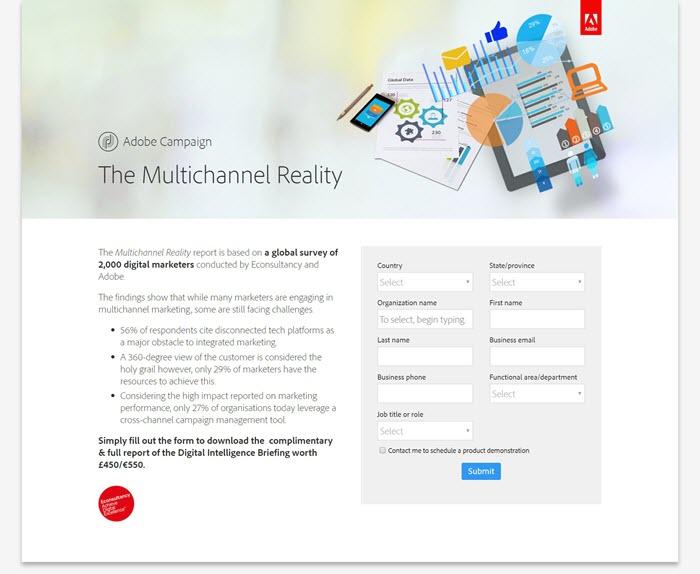 Adobe
29%
18%
25%
Global Data
127
230
Adobe Campaign
The Multichannel Reality
The Multichannel Reality report is based on a global survey of
2,000 digital marketers conducted by Econsultancy and
Adobe.
The findings show that while many marketers are engaging in
multichannel marketing, some are still facing challenges.
• 56% of respondents cite disconnected tech platforms as
a major obstacle to integrated marketing.
• A 360-degree view of the customer is considered the
holy grail however, only 29% of marketers have the
resources to achieve this.
• Considering the high impact reported on marketing
performance, only 27% of organisations today leverage a
cross-channel campaign management tool.
Simply fill out the form to download the complimentary
& full report of the Digital Intelligence Briefing worth
£450/€550.
Econsultancy
Achieve
Digital
Excellence
Country
State/province
Select
Select
Organization name
First name
To select, begin typing.
Last name
Business email
Business phone
Functional area/department
Select
Job title or role
Select
Contact me to schedule a product demonstration
Submit